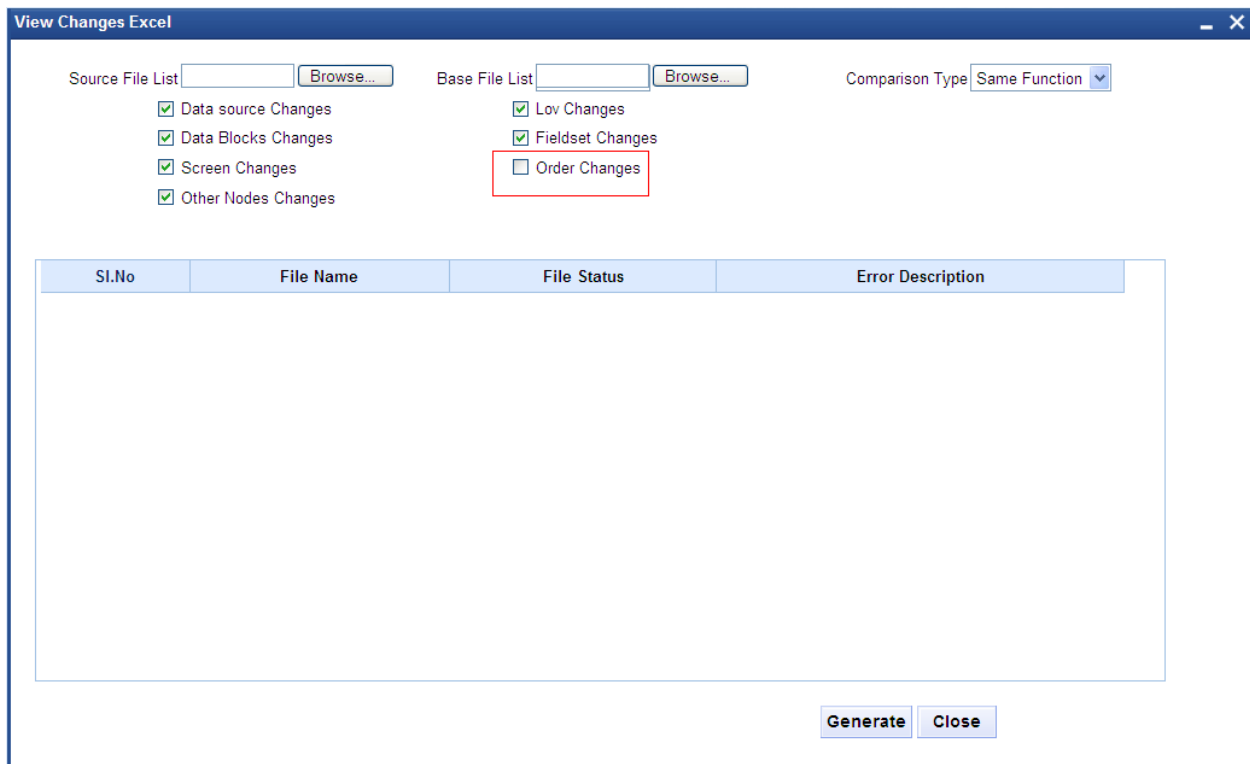 View Changes Excel
Source File List Browse... Base File List Browse... Comparison Type Same Function
Data source Changes Lov Changes
Data Blocks Changes Fieldset Changes
Screen Changes Order Changes
Other Nodes Changes
Sl.No File Name File Status Error Description
Generate Close